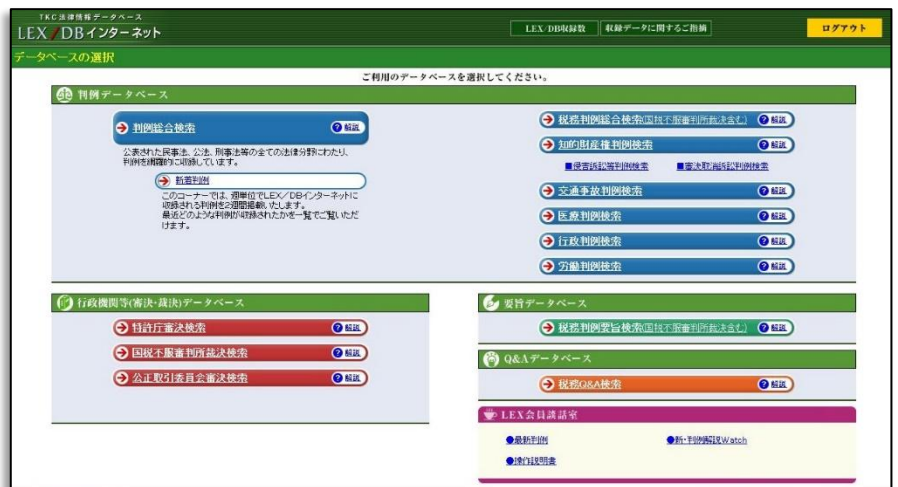 TKC法律情報データベース
LEX/DBインターネット
LEX/DB収録数
収録データに関するご指摘
ログアウト
データベースの選択
ご利用のデータベースを選択してください。
判例データベース
判例総合検索
解説
公表された民事法、公法、刑事法等の全ての法律分野にわたり、
判例を網羅的に収録しています。
新着判例
このコーナーでは、週単位でLEX/DBインターネットに
収録される判例を2週間掲載いたします。
最近どのような判例が収録されたかを一覧でご覧いただ
けます。
税務判例総合検索(国税不服審判所裁決含む)
解説
知的財産権判例検索
解説
■侵害訴訟等判例検索
■審決取消訴訟判例検索
交通事故判例検索
解説
医療判例検索
解説
行政判例検索
解説
労働判例検索
解説
行政機関等(審決・裁決)データベース
特許庁審決検索
解説
国税不服審判所裁決検索
解説
公正取引委員会審決検索
解説
要旨データベース
税務判例要旨検索(国税不服審判所裁決含む)
解説
Q&Aデータベース
税務Q&A検索
解説
LEX会員談話室
●最新判例
●新・判例解説Watch
●操作説明書